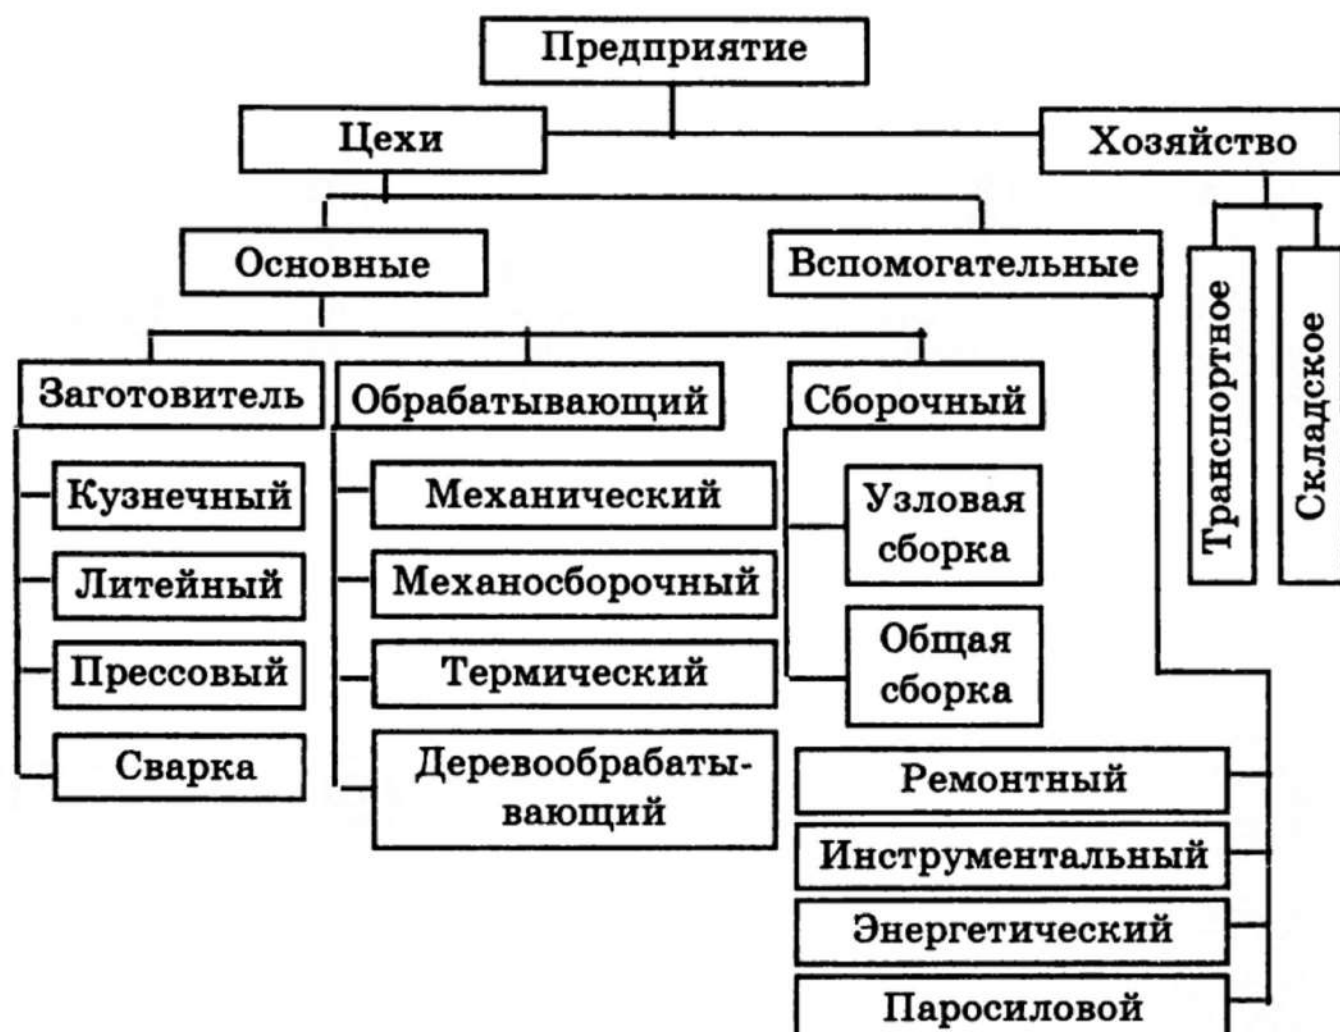 Предприятие
Цехи
Хозяйство
Основные
Вспомогательные
Транспортное
Складское
Заготовитель
Обрабатывающий
Сборочный
Кузнечный
Литейный
Прессовый
Сварка
Механический
Механосборочный
Термический
Деревообрабаты-
вающий
Узловая
сборка
Общая
сборка
Ремонтный
Инструментальный
Энергетический
Паросиловой